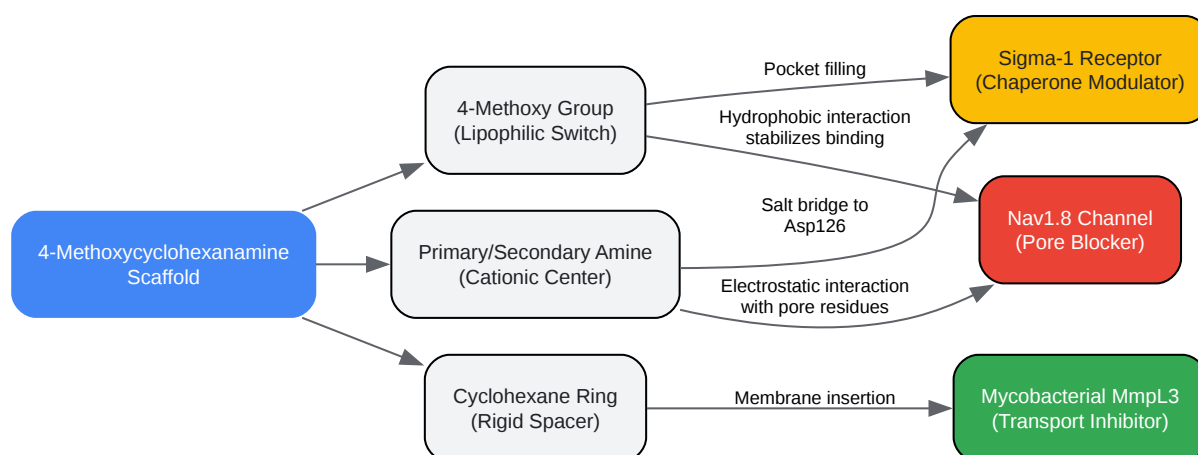 4-Methoxycyclohexanamine
Scaffold
4-Methoxy Group
(Lipophilic Switch)
Primary/Secondary Amine
(Cationic Center)
Cyclohexane Ring
(Rigid Spacer)
Pocket filling
Hydrophobic interaction
stabilizes binding
Salt bridge to
Asp126
Electrostatic interaction
with pore residues
Membrane insertion
Sigma-1 Receptor
(Chaperone Modulator)
Nav1.8 Channel
(Pore Blocker)
Mycobacterial MmpL3
(Transport Inhibitor)